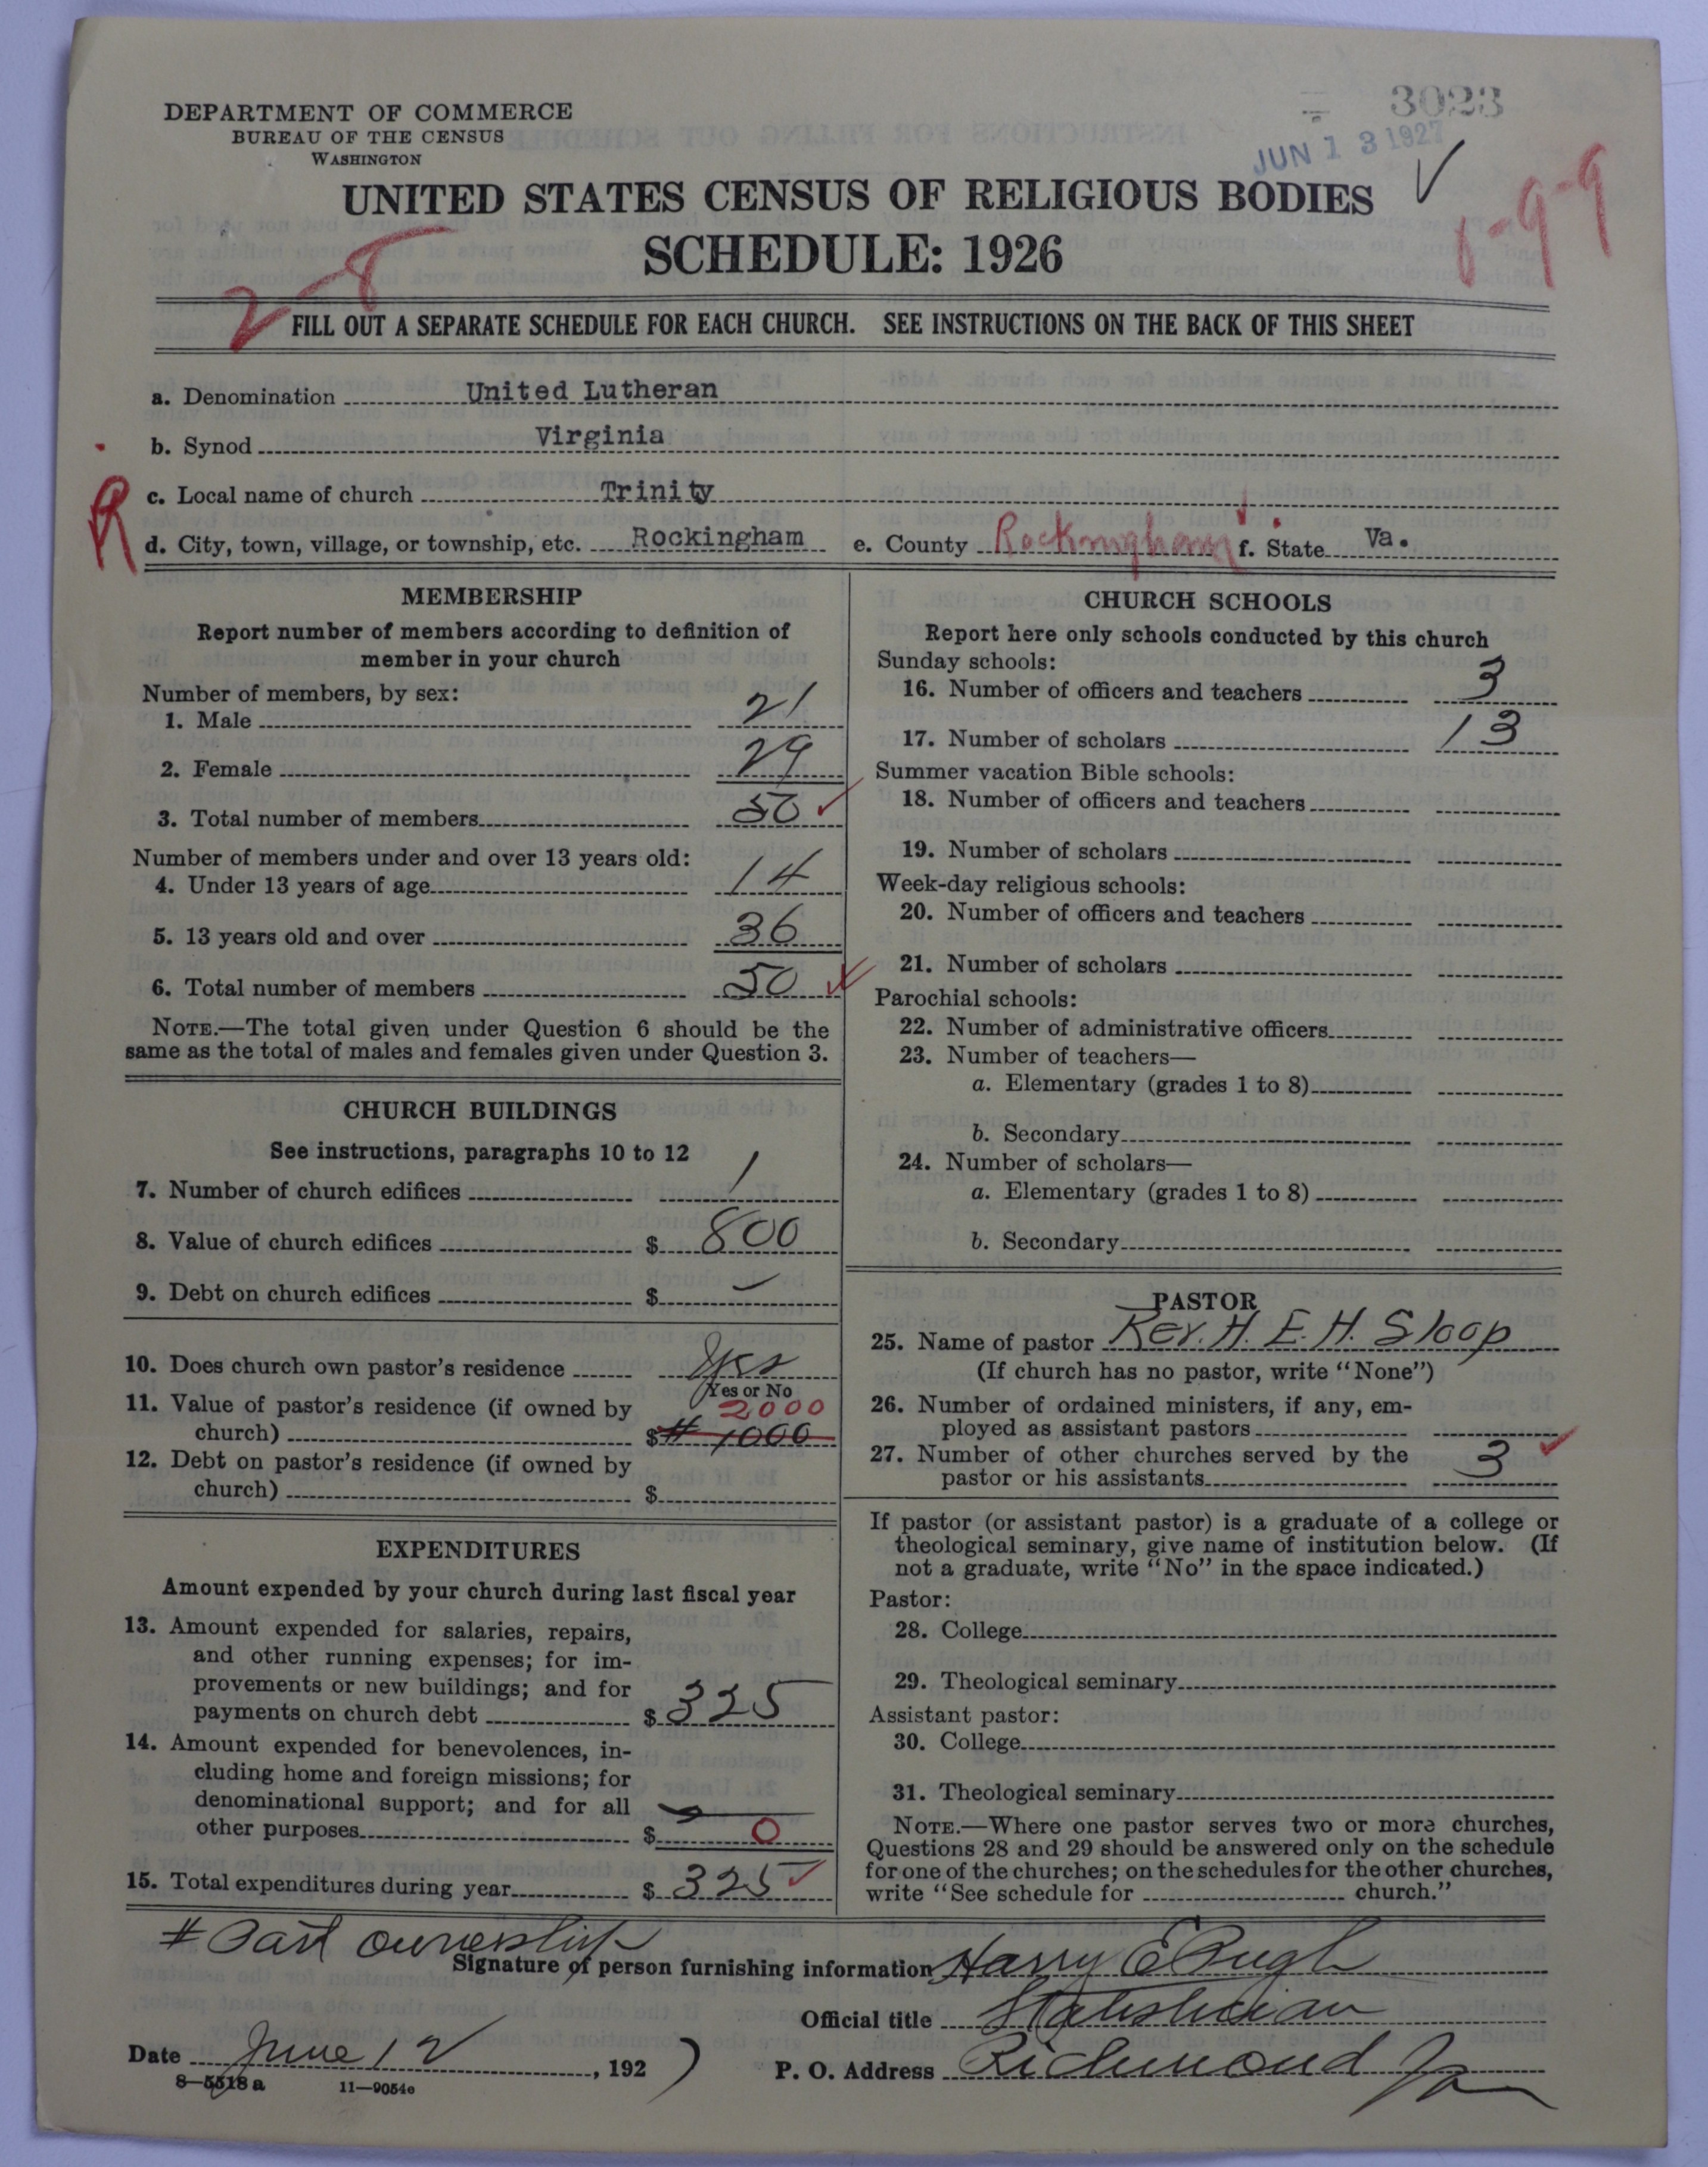 3023
DEPARTMENT OF COMMERCE
BUREAU OF THE CENSUS
WASHINGTON
JUN 13 1927
UNITED STATES CENSUS OF RELIGIOUS BODIES
SCHEDULE: 1926
2-8
1-9-9
FILL OUT A SEPARATE SCHEDULE FOR EACH CHURCH. SEE INSTRUCTIONS ON THE BACK OF THIS SHEET
a. Denomination United Lutheran
b. Synod Virginia
c. Local name of church Trinity
R
d. City, town, village, or township, etc. Rockingham e. County Rockingham f. State Va.
MEMBERSHIP
Report number of members according to definition of
member in your church
Number of members, by sex:
1. Male 21
2. Female 29
3. Total number of members 50
Number of members under and over 13 years old:
4. Under 13 years of age 14
5. 13 years old and over 36
6. Total number of members 50
NOTE.—The total given under Question 6 should be the
same as the total of males and females given under Question 3.
CHURCH BUILDINGS
See instructions, paragraphs 10 to 12
7. Number of church edifices 1
8. Value of church edifices $ 800
9. Debt on church edifices $ —
10. Does church own pastor's residence Yes
Yes or No
11. Value of pastor's residence (if owned by 2000
church) $ # 1000
12. Debt on pastor's residence (if owned by
church) $
EXPENDITURES
Amount expended by your church during last fiscal year
13. Amount expended for salaries, repairs,
and other running expenses; for im-
provements or new buildings; and for
payments on church debt $ 325
14. Amount expended for benevolences, in-
cluding home and foreign missions; for
denominational support; and for all
other purposes $ 0
15. Total expenditures during year $ 325
CHURCH SCHOOLS
Report here only schools conducted by this church
Sunday schools:
16. Number of officers and teachers 3
17. Number of scholars 13
Summer vacation Bible schools:
18. Number of officers and teachers
19. Number of scholars
Week-day religious schools:
20. Number of officers and teachers
21. Number of scholars
Parochial schools:
22. Number of administrative officers
23. Number of teachers—
a. Elementary (grades 1 to 8)
b. Secondary
24. Number of scholars—
a. Elementary (grades 1 to 8)
b. Secondary
PASTOR
25. Name of pastor Rev. H. E. H. Sloop
(If church has no pastor, write "None")
26. Number of ordained ministers, if any, em-
ployed as assistant pastors
27. Number of other churches served by the
pastor or his assistants 3
If pastor (or assistant pastor) is a graduate of a college or
theological seminary, give name of institution below. (If
not a graduate, write "No" in the space indicated.)
Pastor:
28. College
29. Theological seminary
Assistant pastor:
30. College
31. Theological seminary
NOTE.—Where one pastor serves two or more churches,
Questions 28 and 29 should be answered only on the schedule
for one of the churches; on the schedules for the other churches,
write "See schedule for church."
# Part ownership
Signature of person furnishing information Harry E Pugh
Official title Statistician
Date June 12, 1927 P. O. Address Richmond Va
8—5518 a 11—9054e